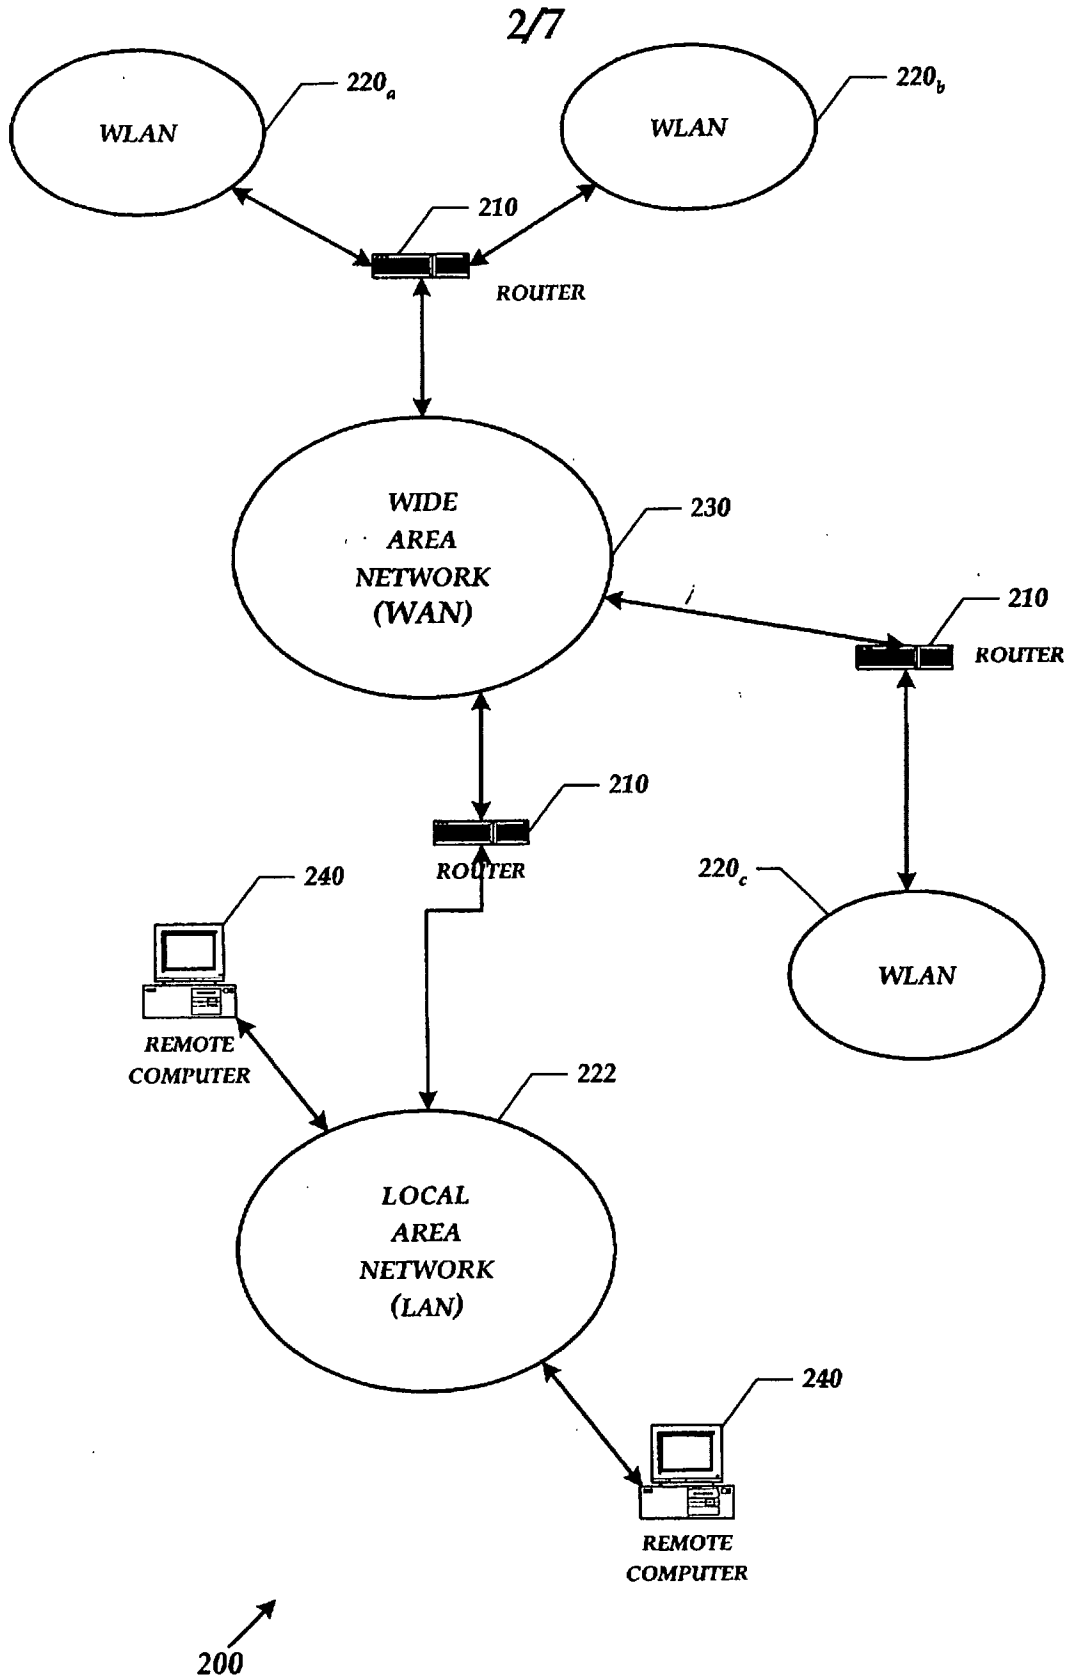 2/7
220a
220b
WLAN
WLAN
210
ROUTER
WIDE
AREA
NETWORK
(WAN)
230
210
ROUTER
210
ROUTER
240
220c
WLAN
REMOTE
COMPUTER
222
LOCAL
AREA
NETWORK
(LAN)
240
REMOTE
COMPUTER
200